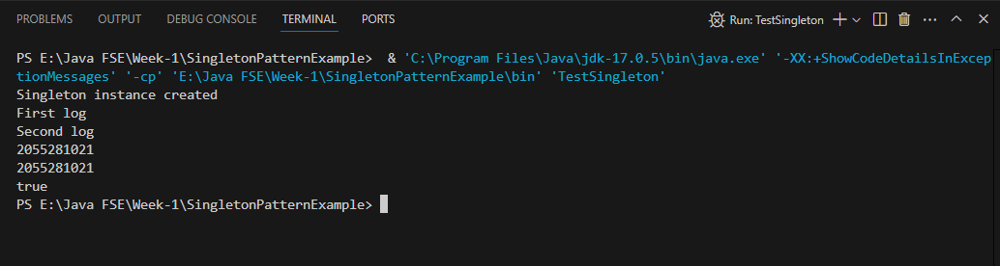 PROBLEMS OUTPUT DEBUG CONSOLE TERMINAL PORTS Run: TestSingleton
PS E:\Java FSE\Week-1\SingletonPatternExample>  & 'C:\Program Files\Java\jdk-17.0.5\bin\java.exe' '-XX:+ShowCodeDetailsInExcep
tionMessages' '-cp' 'E:\Java FSE\Week-1\SingletonPatternExample\bin' 'TestSingleton'
Singleton instance created
First log
Second log
2055281021
2055281021
true
PS E:\Java FSE\Week-1\SingletonPatternExample>